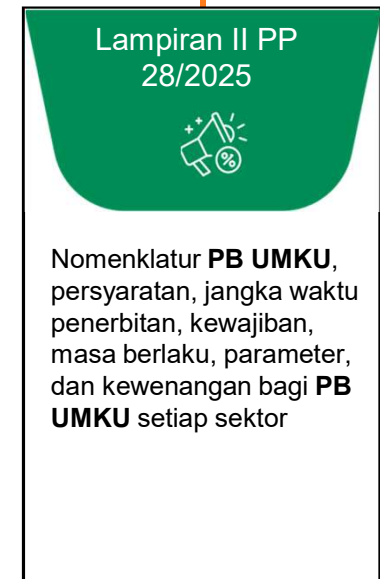 Lampiran II PP
28/2025
%
Nomenklatur PB UMKU,
persyaratan, jangka waktu
penerbitan, kewajiban,
masa berlaku, parameter,
dan kewenangan bagi PB
UMKU setiap sektor